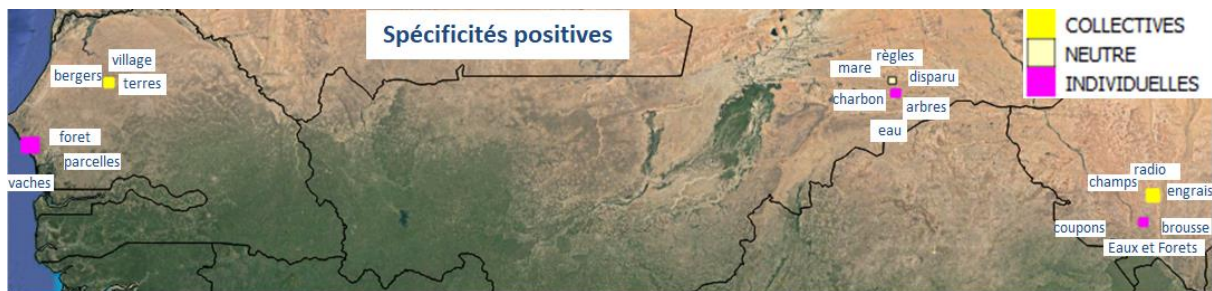 Spécificités positives
COLLECTIVES
NEUTRE
INDIVIDUELLES
village
bergers
terres
foret
parcelles
vaches
règles
mare
disparu
charbon
arbres
eau
radio
champs
engrais
coupons
brousse
Eaux et Forets